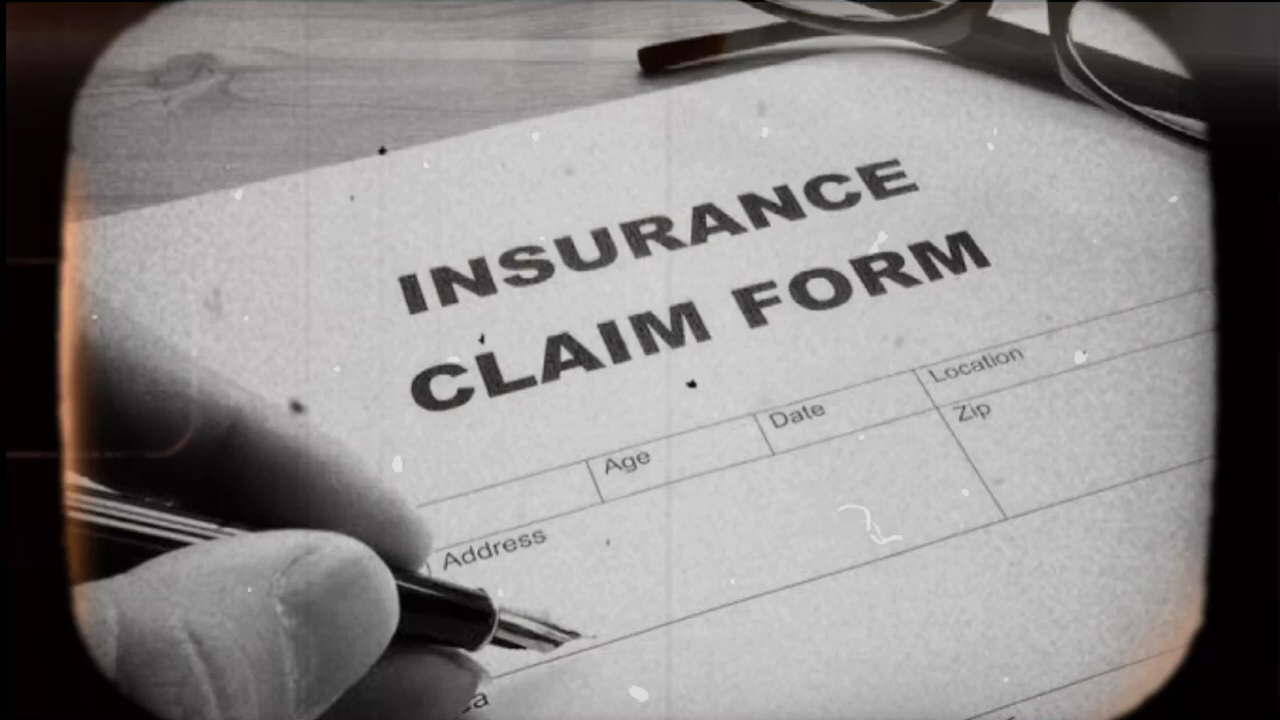 INSURANCE
CLAIM FORM
Age
Date
Location
Address
Zip